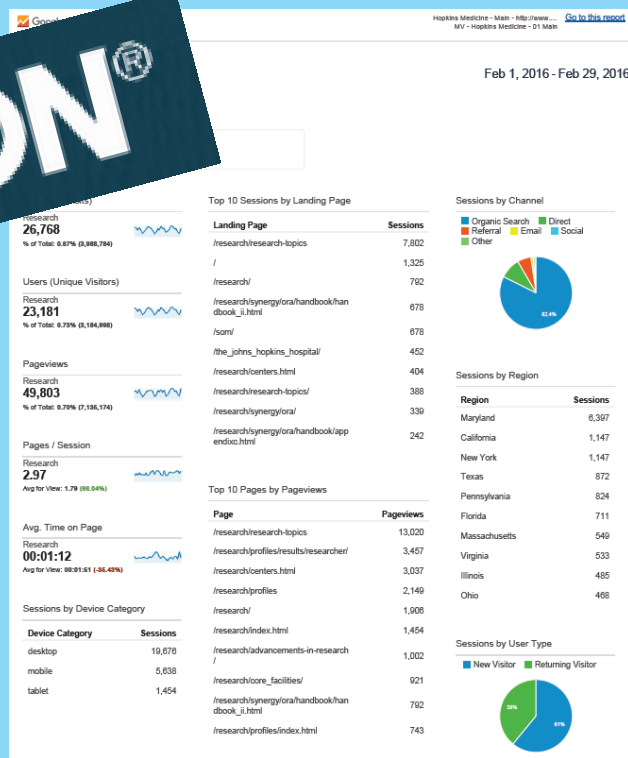 Hopkins Medicine - Main - http://www....
MV - Hopkins Medicine - 01 Main
Go to this report
Feb 1, 2016 - Feb 29, 2016
ON®
Research
26,768
% of Total: 0.67% (3,988,784)
Users (Unique Visitors)
Research
23,181
% of Total: 0.73% (3,184,998)
Pageviews
Research
49,803
% of Total: 0.70% (7,136,174)
Pages / Session
Research
2.97
Avg for View: 1.79 (66.04%)
Avg. Time on Page
Research
00:01:12
Avg for View: 00:01:51 (-35.43%)
Sessions by Device Category
Device Category Sessions
desktop 19,676
mobile 5,638
tablet 1,454
Top 10 Sessions by Landing Page
Landing Page Sessions
/research/research-topics 7,802
/ 1,325
/research/ 792
/research/synergy/ora/handbook/han
dbook_ii.html 678
/som/ 678
/the_johns_hopkins_hospital/ 452
/research/centers.html 404
/research/research-topics/ 388
/research/synergy/ora/ 339
/research/synergy/ora/handbook/app
endixc.html 242
Top 10 Pages by Pageviews
Page Pageviews
/research/research-topics 13,020
/research/profiles/results/researcher/ 3,457
/research/centers.html 3,037
/research/profiles 2,149
/research/ 1,906
/research/index.html 1,454
/research/advancements-in-research
/ 1,002
/research/core_facilities/ 921
/research/synergy/ora/handbook/han
dbook_ii.html 792
/research/profiles/index.html 743
Sessions by Channel
Organic Search Direct
Referral Email Social
Other
82.4%
Sessions by Region
Region Sessions
Maryland 6,397
California 1,147
New York 1,147
Texas 872
Pennsylvania 824
Florida 711
Massachusetts 549
Virginia 533
Illinois 485
Ohio 468
Sessions by User Type
New Visitor Returning Visitor
39%
61%